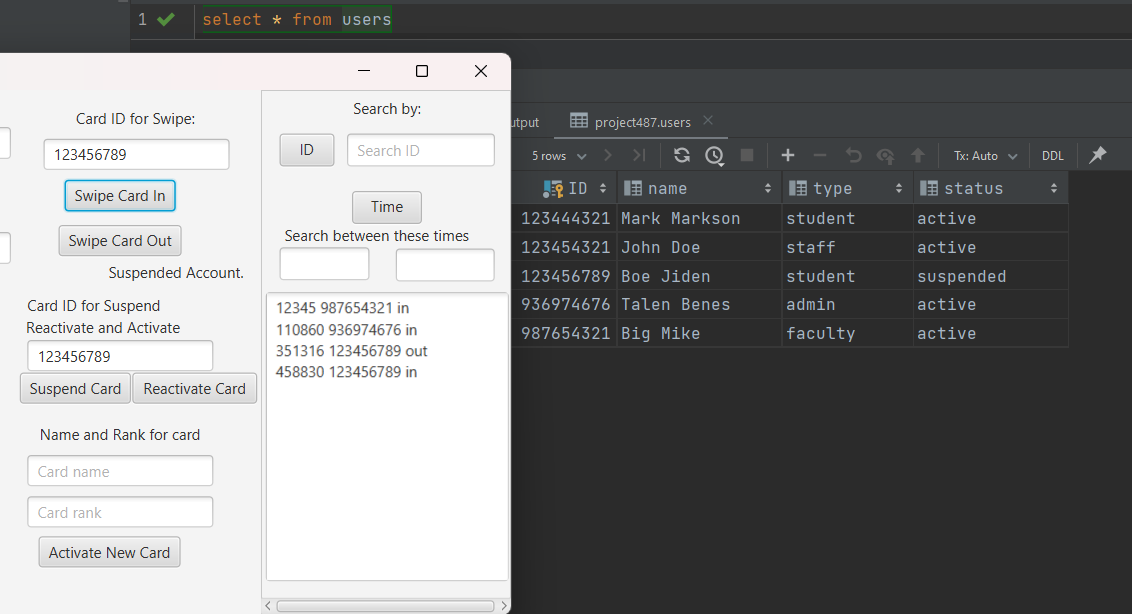 1 select * from users
Card ID for Swipe:
123456789
Swipe Card In
Swipe Card Out
Suspended Account.
Card ID for Suspend
Reactivate and Activate
123456789
Suspend Card Reactivate Card
Name and Rank for card
Card name
Card rank
Activate New Card
Search by:
ID Search ID
Time
Search between these times
12345 987654321 in
110860 936974676 in
351316 123456789 out
458830 123456789 in
utput project487.users
5 rows Tx: Auto DDL
ID name type status
123444321 Mark Markson student active
123454321 John Doe staff active
123456789 Boe Jiden student suspended
936974676 Talen Benes admin active
987654321 Big Mike faculty active